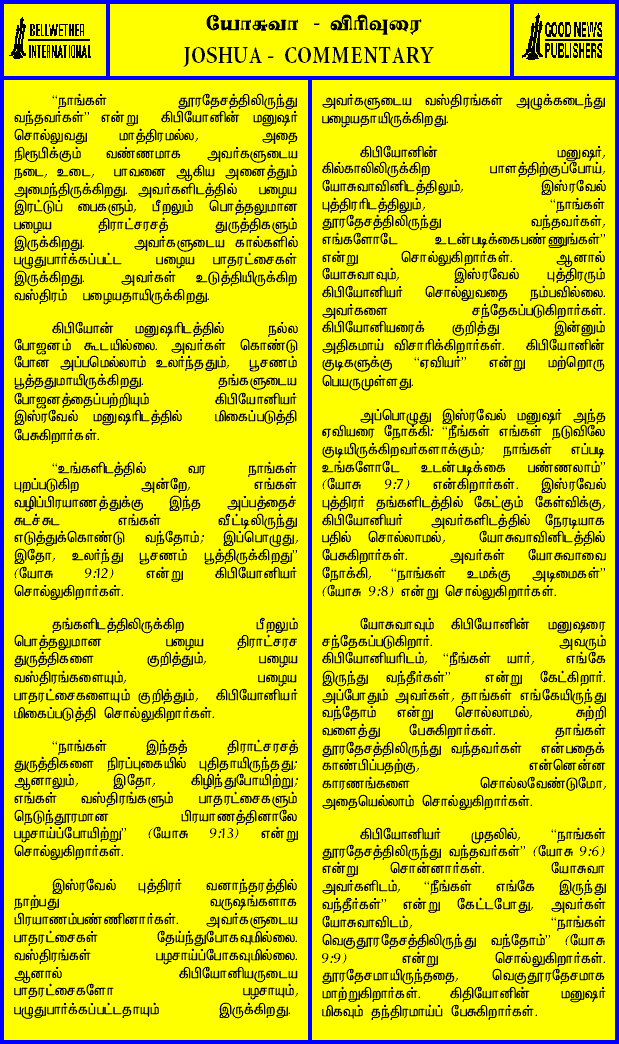 BELLWETHER
INTERNATIONAL
யோசுவா - விரிவுரை
JOSHUA - COMMENTARY
GOOD NEWS
PUBLISHERS
“நாங்கள் தூரதேசத்திலிருந்து
வந்தவர்கள்” என்று கிபியோனின் மனுஷர்
சொல்லுவது மாத்திரமல்ல, அதை
நிரூபிக்கும் வண்ணமாக அவர்களுடைய
நடை, உடை, பாவனை ஆகிய அனைத்தும்
அமைந்திருக்கிறது. அவர்களிடத்தில் பழைய
இரட்டுப் பைகளும், பீறலும் பொத்தலுமான
பழைய திராட்சரசத் துருத்திகளும்
இருக்கிறது. அவர்களுடைய கால்களில்
பழுதுபார்க்கப்பட்ட பழைய பாதரட்சைகள்
இருக்கிறது. அவர்கள் உடுத்தியிருக்கிற
வஸ்திரம் பழையதாயிருக்கிறது.
கிபியோன் மனுஷரிடத்தில் நல்ல
போஜனம் கூடயில்லை. அவர்கள் கொண்டு
போன அப்பமெல்லாம் உலர்ந்ததும், பூசணம்
பூத்ததுமாயிருக்கிறது. தங்களுடைய
போஜனத்தைப்பற்றியும் கிபியோனியர்
இஸ்ரவேல் மனுஷரிடத்தில் மிகைப்படுத்தி
பேசுகிறார்கள்.
“உங்களிடத்தில் வர நாங்கள்
புறப்படுகிற அன்றே, எங்கள்
வழிப்பிரயாணத்துக்கு இந்த அப்பத்தைச்
சுடச்சுட எங்கள் வீட்டிலிருந்து
எடுத்துக்கொண்டு வந்தோம்; இப்பொழுது,
இதோ, உலர்ந்து பூசணம் பூத்திருக்கிறது”
(யோசு 9:12) என்று கிபியோனியர்
சொல்லுகிறார்கள்.
தங்களிடத்திலிருக்கிற பீறலும்
பொத்தலுமான பழைய திராட்சரச
துருத்திகளை குறித்தும், பழைய
வஸ்திரங்களையும், பழைய
பாதரட்சைகளையும் குறித்தும், கிபியோனியர்
மிகைப்படுத்தி சொல்லுகிறார்கள்.
“நாங்கள் இந்தத் திராட்சரசத்
துருத்திகளை நிரப்புகையில் புதிதாயிருந்தது;
ஆனாலும், இதோ, கிழிந்துபோயிற்று;
எங்கள் வஸ்திரங்களும் பாதரட்சைகளும்
நெடுந்தூரமான பிரயாணத்தினாலே
பழசாய்ப்போயிற்று” (யோசு 9:13) என்று
சொல்லுகிறார்கள்.
இஸ்ரவேல் புத்திரர் வனாந்தரத்தில்
நாற்பது வருஷங்களாக
பிரயாணம்பண்ணினார்கள். அவர்களுடைய
பாதரட்சைகள் தேய்ந்துபோகவுமில்லை.
வஸ்திரங்கள் பழசாய்ப்போகவுமில்லை.
ஆனால் கிபியோனியருடைய
பாதரட்சைகளோ பழசாயும்,
பழுதுபார்க்கப்பட்டதாயும் இருக்கிறது.
அவர்களுடைய வஸ்திரங்கள் அழுக்கடைந்து
பழையதாயிருக்கிறது.
கிபியோனின் மனுஷர்,
கில்காலிலிருக்கிற பாளத்திற்குப்போய்,
யோசுவாவினிடத்திலும், இஸ்ரவேல்
புத்திரரிடத்திலும், “நாங்கள்
தூரதேசத்திலிருந்து வந்தவர்கள்,
எங்களோடே உடன்படிக்கைபண்ணுங்கள்”
என்று சொல்லுகிறார்கள். ஆனால்
யோசுவாவும், இஸ்ரவேல் புத்திரரும்
கிபியோனியர் சொல்லுவதை நம்பவில்லை.
அவர்களை சந்தேகப்படுகிறார்கள்.
கிபியோனியரைக் குறித்து இன்னும்
அதிகமாய் விசாரிக்கிறார்கள். கிபியோனின்
குடிகளுக்கு “ஏவியர்” என்று மற்றொரு
பெயருமுள்ளது.
அப்பொழுது இஸ்ரவேல் மனுஷர் அந்த
ஏவியரை நோக்கி: “நீங்கள் எங்கள் நடுவிலே
குடியிருக்கிறவர்களாக்கும்; நாங்கள் எப்படி
உங்களோடே உடன்படிக்கை பண்ணலாம்”
(யோசு 9:7) என்கிறார்கள். இஸ்ரவேல்
புத்திரர் தங்களிடத்தில் கேட்கும் கேள்விக்கு,
கிபியோனியர் அவர்களிடத்தில் நேரடியாக
பதில் சொல்லாமல், யோசுவாவினிடத்தில்
பேசுகிறார்கள். அவர்கள் யோசுவாவை
நோக்கி, “நாங்கள் உமக்கு அடிமைகள்”
(யோசு 9:8) என்று சொல்லுகிறார்கள்.
யோசுவாவும் கிபியோனின் மனுஷரை
சந்தேகப்படுகிறார். அவரும்
கிபியோனியரிடம், “நீங்கள் யார், எங்கே
இருந்து வந்தீர்கள்” என்று கேட்கிறார்.
அப்போதும் அவர்கள், தாங்கள் எங்கேயிருந்து
வந்தோம் என்று சொல்லாமல், சுற்றி
வளைத்து பேசுகிறார்கள். தாங்கள்
தூரதேசத்திலிருந்து வந்தவர்கள் என்பதைக்
காண்பிப்பதற்கு, என்னென்ன
காரணங்களை சொல்லவேண்டுமோ,
அதையெல்லாம் சொல்லுகிறார்கள்.
கிபியோனியர் முதலில், “நாங்கள்
தூரதேசத்திலிருந்து வந்தவர்கள்” (யோசு 9:6)
என்று சொன்னார்கள். யோசுவா
அவர்களிடம், “நீங்கள் எங்கே இருந்து
வந்தீர்கள்” என்று கேட்டபோது, அவர்கள்
யோசுவாவிடம், “நாங்கள்
வெகுதூரதேசத்திலிருந்து வந்தோம்” (யோசு
9:9) என்று சொல்லுகிறார்கள்.
தூரதேசமாயிருந்ததை, வெகுதூரதேசமாக
மாற்றுகிறார்கள். கிதியோனின் மனுஷர்
மிகவும் தந்திரமாய்ப் பேசுகிறார்கள்.